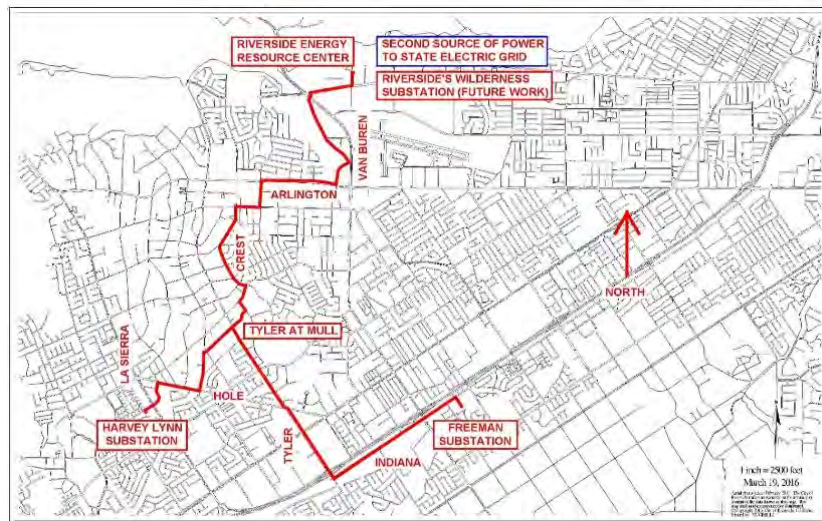 RIVERSIDE ENERGY
RESOURCE CENTER
SECOND SOURCE OF POWER
TO STATE ELECTRIC GRID
RIVERSIDE'S WILDERNESS
SUBSTATION (FUTURE WORK)
VAN BUREN
ARLINGTON
CREST
NORTH
TYLER AT MULL
LA SIERRA
HOLE
HARVEY LYNN
SUBSTATION
TYLER
FREEMAN
SUBSTATION
INDIANA
1 inch = 2500 feet
March 19, 2016